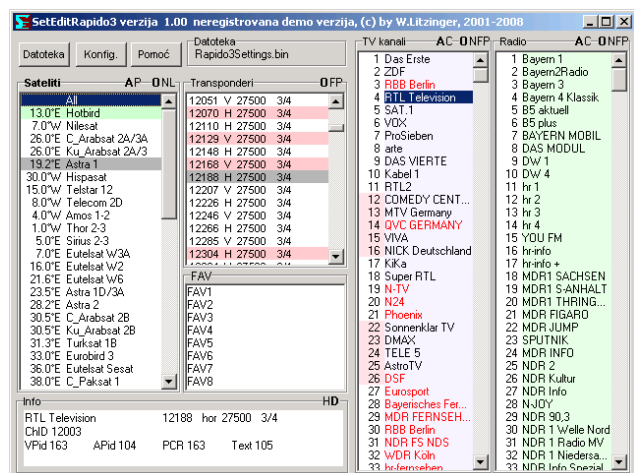 SetEditRapido3 verzija 1.00 neregistrovana demo verzija, (c) by W.Litzinger, 2001-2008
Datoteka
Konfig.
Pomoć
Datoteka
Rapido3Settings.bin
Sateliti A P O N L
All
13.0°E Hotbird
7.0°W Nilesat
26.0°E C_Arabsat 2A/3A
26.0°E Ku_Arabsat 2A/3
19.2°E Astra 1
30.0°W Hispasat
15.0°W Telstar 12
8.0°W Telecom 2D
4.0°W Amos 1-2
1.0°W Thor 2-3
5.0°E Sirius 2-3
7.0°E Eutelsat W3A
16.0°E Eutelsat W2
21.6°E Eutelsat W6
23.5°E Astra 1D/3A
28.2°E Astra 2
30.5°E C_Arabsat 2B
30.5°E Ku_Arabsat 2B
31.3°E Turksat 1B
33.0°E Eurobird 3
36.0°E Eutelsat Sesat
38.0°E C_Paksat 1
Transponderi O F P
12051 V 27500 3/4
12070 H 27500 3/4
12110 H 27500 3/4
12129 V 27500 3/4
12148 H 27500 3/4
12168 V 27500 3/4
12188 H 27500 3/4
12207 V 27500 3/4
12226 H 27500 3/4
12246 V 27500 3/4
12266 H 27500 3/4
12285 V 27500 3/4
12304 H 27500 3/4
FAV
FAV1
FAV2
FAV3
FAV4
FAV5
FAV6
FAV7
FAV8
Info HD
RTL Television 12188 hor 27500 3/4
ChID 12003
VPid 163 APid 104 PCR 163 Text 105
TV kanali A C O N F P
1 Das Erste
2 ZDF
3 RBB Berlin
4 RTL Television
5 SAT.1
6 VOX
7 ProSieben
8 arte
9 DAS VIERTE
10 Kabel 1
11 RTL2
12 COMEDY CENT...
13 MTV Germany
14 QVC GERMANY
15 VIVA
16 NICK Deutschland
17 KiKa
18 Super RTL
19 N-TV
20 N24
21 Phoenix
22 Sonnenklar TV
23 DMAX
24 TELE 5
25 AstroTV
26 DSF
27 Eurosport
28 Bayerisches Fer...
29 MDR FERNSEH...
30 RBB Berlin
31 NDR FS NDS
32 WDR Köln
33 hr-fernsehen
Radio A C O N F P
1 Bayern 1
2 Bayern2Radio
3 Bayern 3
4 Bayern 4 Klassik
5 B5 aktuell
6 B5 plus
7 BAYERN MOBIL
8 DAS MODUL
9 DW 1
10 DW 4
11 hr 1
12 hr 2
13 hr 3
14 hr 4
15 YOU FM
16 hr-info
17 hr-info +
18 MDR1 SACHSEN
19 MDR1 S-ANHALT
20 MDR1 THRING...
21 MDR FIGARO
22 MDR JUMP
23 SPUTNIK
24 MDR INFO
25 NDR 2
26 NDR Kultur
27 NDR Info
28 N-JOY
29 NDR 90,3
30 NDR 1 Welle Nord
31 NDR 1 Radio MV
32 NDR 1 Niedersa...
33 NDR Info Spezial